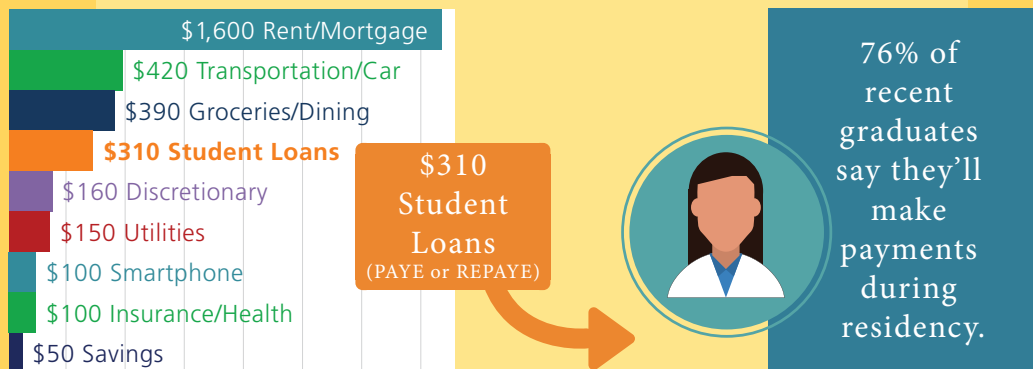 $1,600 Rent/Mortgage
$420 Transportation/Car
$390 Groceries/Dining
$310 Student Loans
$160 Discretionary
$150 Utilities
$100 Smartphone
$100 Insurance/Health
$50 Savings
$310
Student
Loans
(PAYE or REPAYE)
76% of
recent
graduates
say they’ll
make
payments
during
residency.